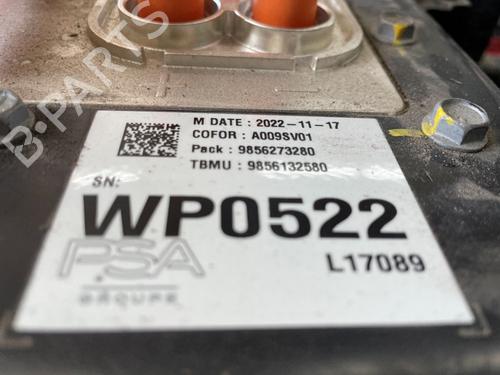 B-PARTS
M DATE : 2022-11-17
COFOR : A009SV01
Pack : 9856273280
TBMU : 9856132580
SN:
WP0522
PSA
GROUPE
L17089